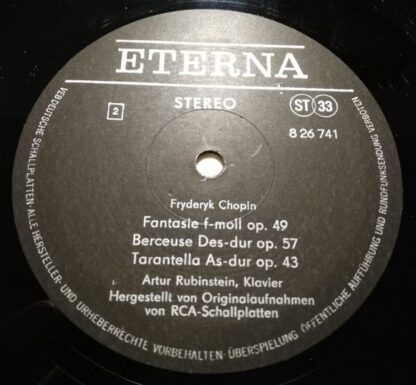 ETERNA
STEREO
ST 33
2
8 26 741
Fryderyk Chopin
Fantasie f-moll op. 49
Berceuse Des-dur op. 57
Tarantella As-dur op. 43
Artur Rubinstein, Klavier
Hergestellt von Originalaufnahmen
von RCA-Schallplatten
VEB DEUTSCHE SCHALLPLATTEN · ALLE HERSTELLER- UND URHEBERRECHTE VORBEHALTEN · ÜBERSPIELUNG, ÖFFENTLICHE AUFFÜHRUNG UND RUNDFUNKSENDUNG VERBOTEN